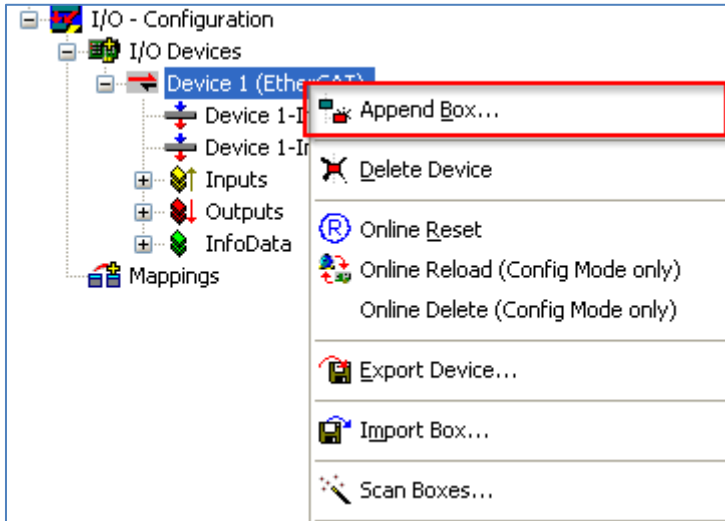 I/O - Configuration
I/O Devices
Device 1 (EtherCAT)
Device 1-I
Device 1-Ir
Inputs
Outputs
InfoData
Mappings
Append Box...
Delete Device
Online Reset
Online Reload (Config Mode only)
Online Delete (Config Mode only)
Export Device...
Import Box...
Scan Boxes...